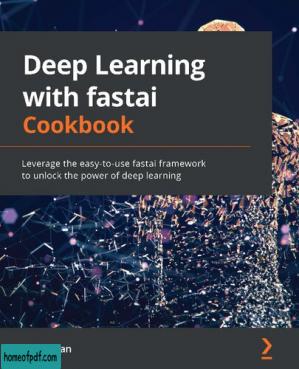 Deep Learning
with fastai
Cookbook
Leverage the easy-to-use fastai framework
to unlock the power of deep learning
homeofpdf.com